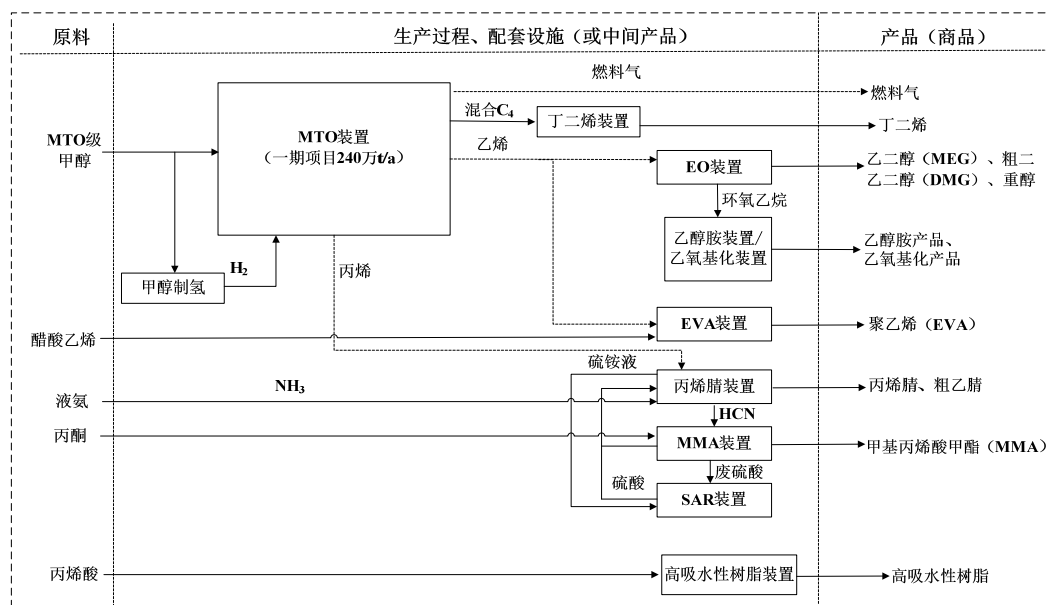 原料
生产过程、配套设施（或中间产品）
产品（商品）
燃料气
燃料气
混合C₄
丁二烯装置
丁二烯
MTO级
甲醇
MTO装置
（一期项目240万t/a）
乙烯
EO装置
乙二醇（MEG）、粗二
乙二醇（DMG）、重醇
环氧乙烷
乙醇胺装置/
乙氧基化装置
乙醇胺产品、
乙氧基化产品
丙烯
H₂
甲醇制氢
EVA装置
聚乙烯（EVA）
醋酸乙烯
硫铵液
丙烯腈装置
丙烯腈、粗乙腈
NH₃
液氨
HCN
丙酮
MMA装置
甲基丙烯酸甲酯（MMA）
废硫酸
硫酸
SAR装置
丙烯酸
高吸水性树脂装置
高吸水性树脂